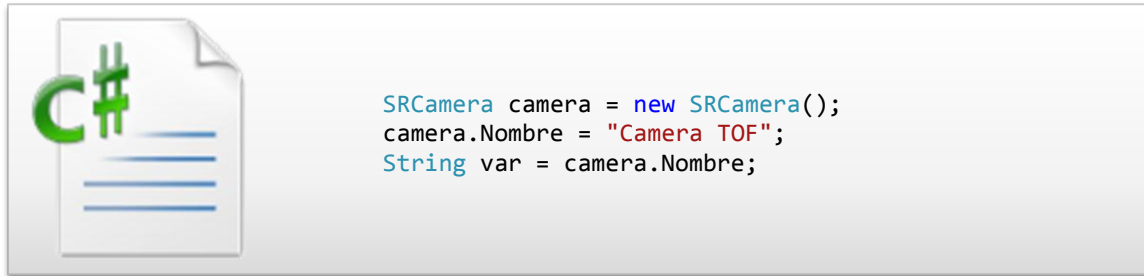 C#
SRCamera camera = new SRCamera();
camera.Nombre = "Camera TOF";
String var = camera.Nombre;